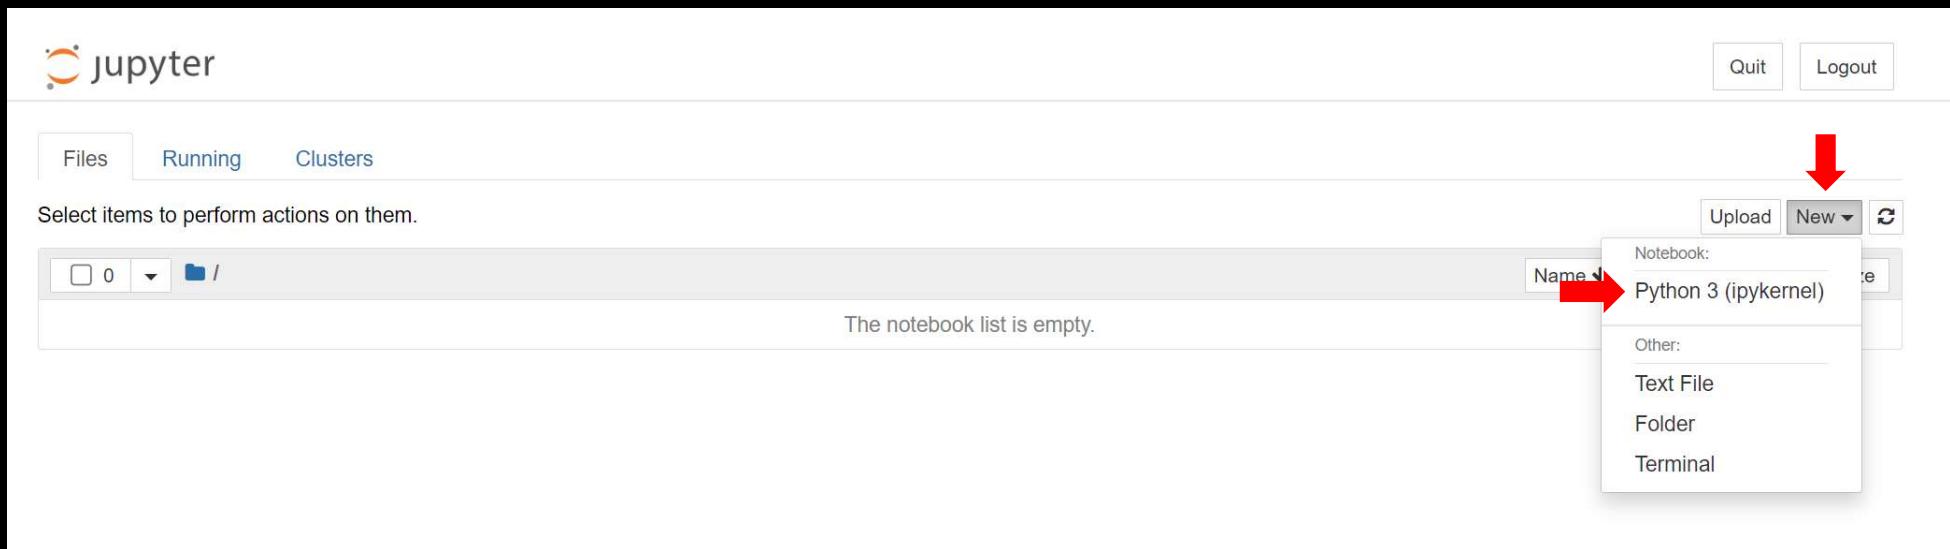 jupyter
Quit
Logout
Files
Running
Clusters
Select items to perform actions on them.
Upload
New
0
/
Name
Notebook:
Python 3 (ipykernel)
The notebook list is empty.
Other:
Text File
Folder
Terminal